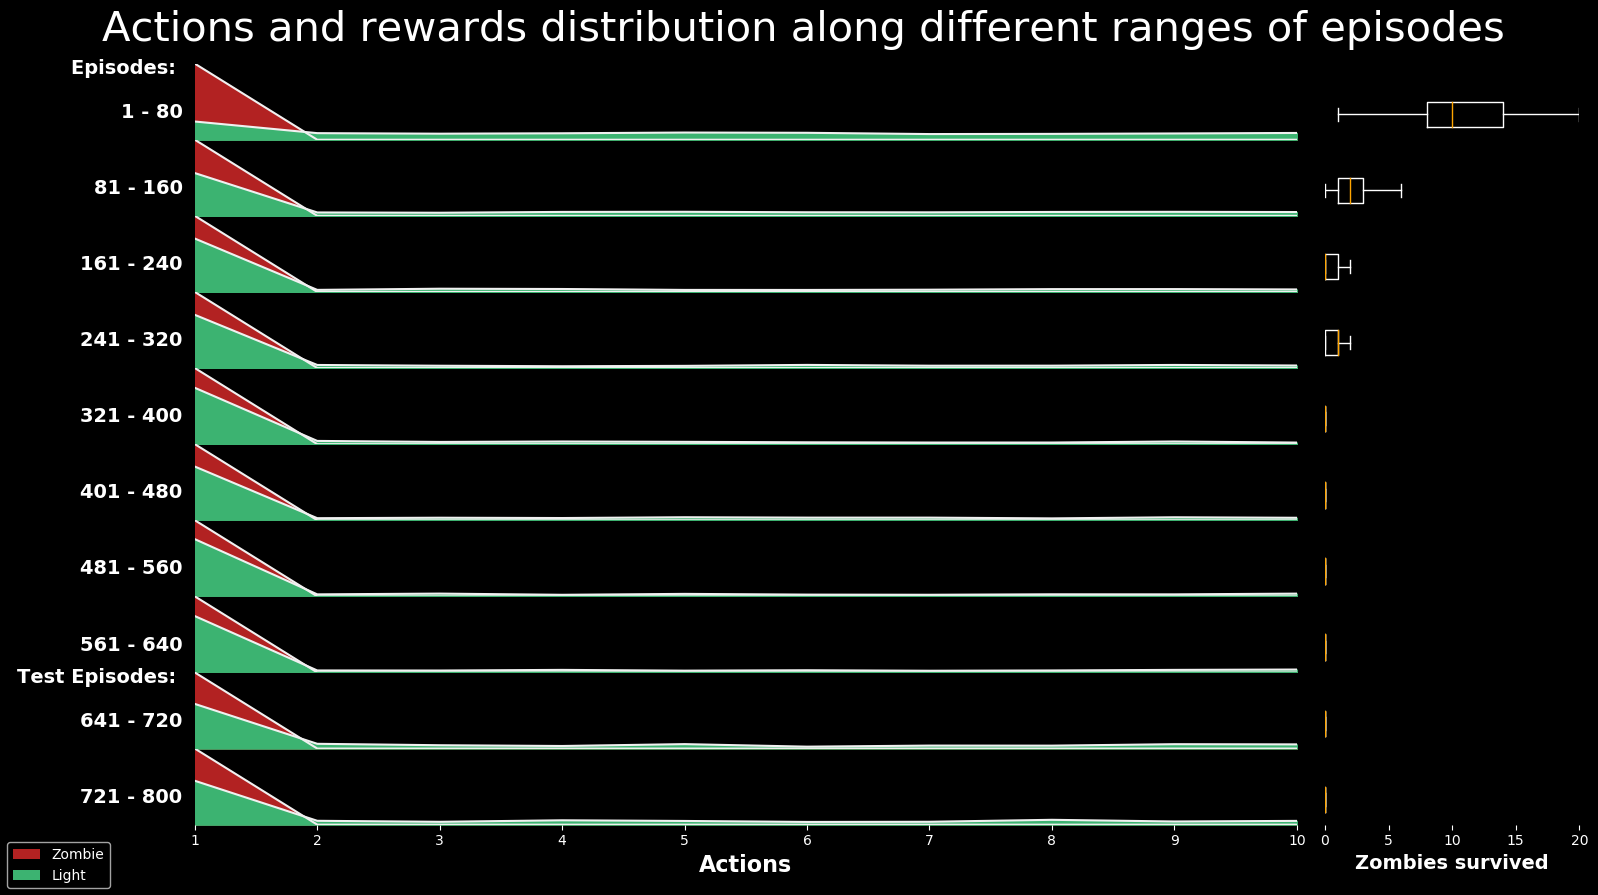 Actions and rewards distribution along different ranges of episodes
Episodes:
1 - 80
81 - 160
161 - 240
241 - 320
321 - 400
401 - 480
481 - 560
561 - 640
Test Episodes:
641 - 720
721 - 800
1 2 3 4 5 6 7 8 9 10
Actions
0 5 10 15 20
Zombies survived
Zombie
Light